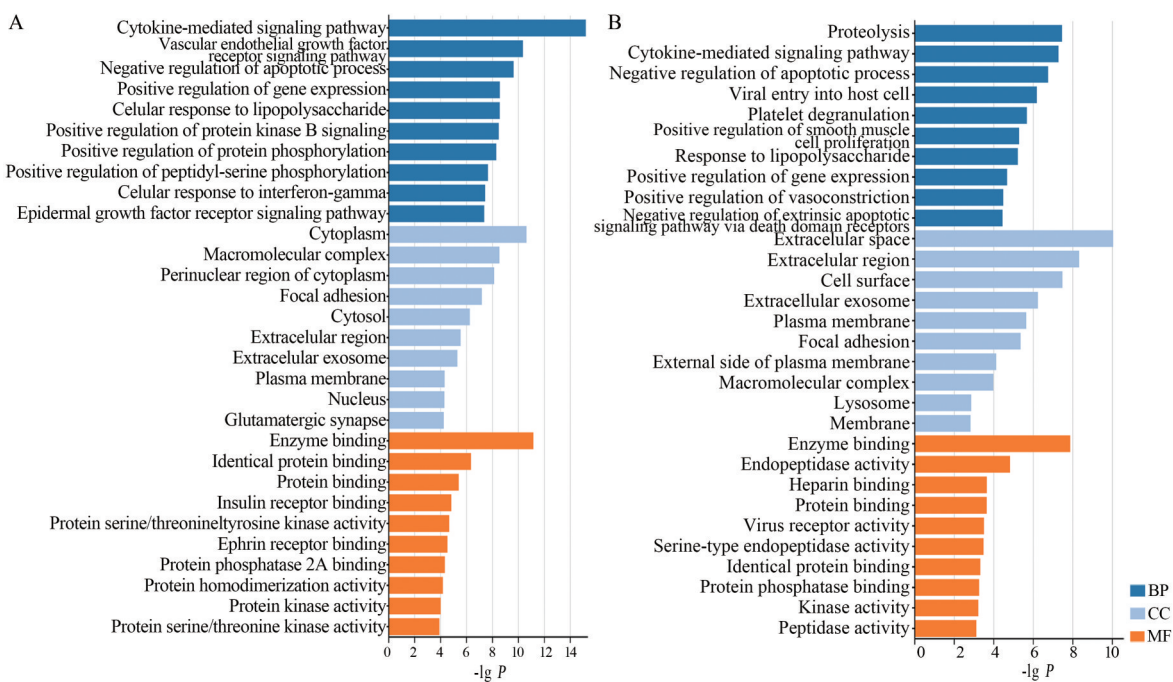 A
Cytokine-mediated signaling pathway
Vascular endothelial growth factor
receptor signaling pathway
Negative regulation of apoptotic process
Positive regulation of gene expression
Celular response to lipopolysaccharide
Positive regulation of protein kinase B signaling
Positive regulation of protein phosphorylation
Positive regulation of peptidyl-serine phosphorylation
Celular response to interferon-gamma
Epidermal growth factor receptor signaling pathway
Cytoplasm
Macromolecular complex
Perinuclear region of cytoplasm
Focal adhesion
Cytosol
Extracelular region
Extracelular exosome
Plasma membrane
Nucleus
Glutamatergic synapse
Enzyme binding
Identical protein binding
Protein binding
Insulin receptor binding
Protein serine/threonineltyrosine kinase activity
Ephrin receptor binding
Protein phosphatase 2A binding
Protein homodimerization activity
Protein kinase activity
Protein serine/threonine kinase activity
0 2 4 6 8 10 12 14
-lg P
B
Proteolysis
Cytokine-mediated signaling pathway
Negative regulation of apoptotic process
Viral entry into host cell
Platelet degranulation
Positive regulation of smooth muscle
cell proliferation
Response to lipopolysaccharide
Positive regulation of gene expression
Positive regulation of vasoconstriction
Negative regulation of extrinsic apoptotic
signaling pathway via death domain receptors
Extracelular space
Extracelular region
Cell surface
Extracellular exosome
Plasma membrane
Focal adhesion
External side of plasma membrane
Macromolecular complex
Lysosome
Membrane
Enzyme binding
Endopeptidase activity
Heparin binding
Protein binding
Virus receptor activity
Serine-type endopeptidase activity
Identical protein binding
Protein phosphatase binding
Kinase activity
Peptidase activity
0 2 4 6 8 10
-lg P
BP
CC
MF